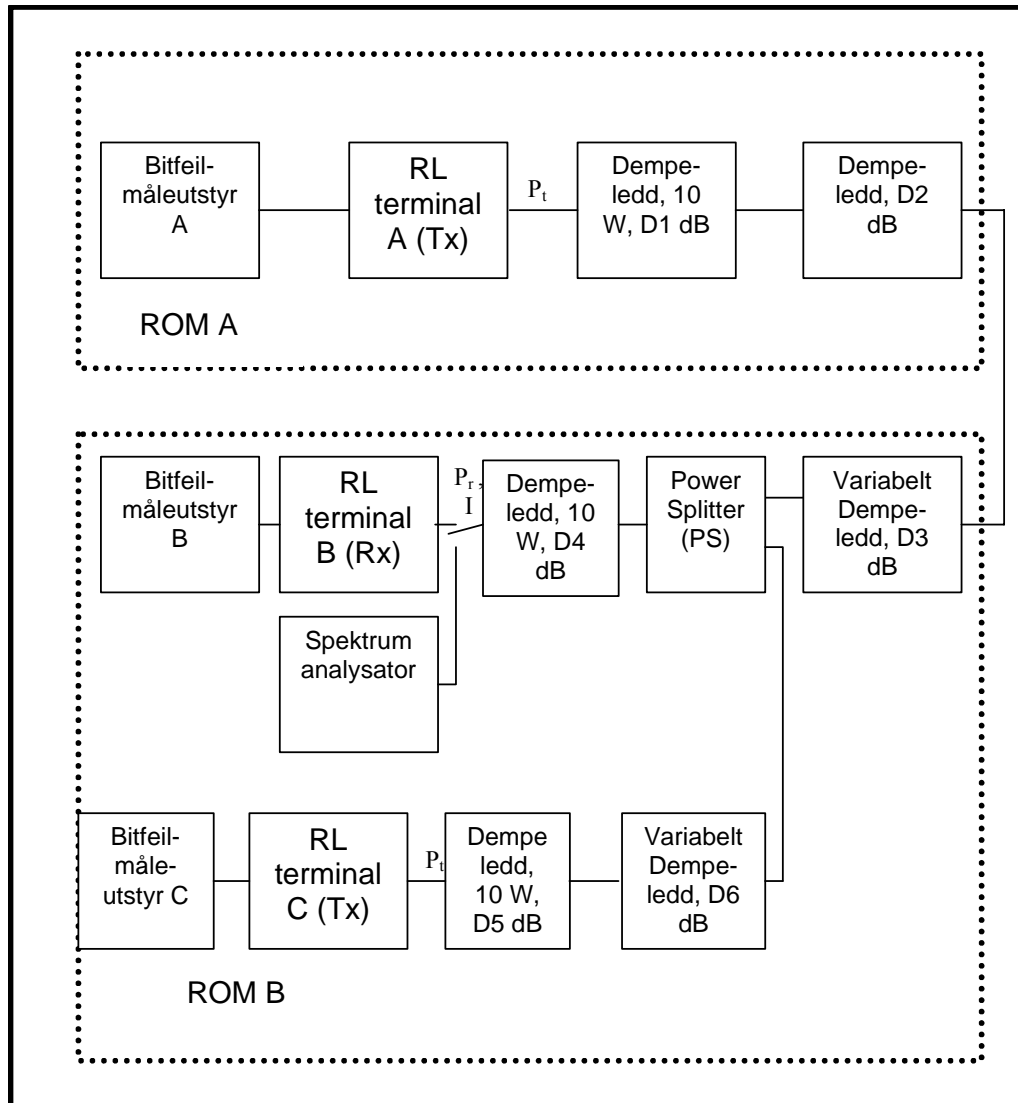 Bitfeil-
måleutstyr
A
RL
terminal
A (Tx)
Pt
Dempe-
ledd, 10
W, D1 dB
Dempe-
ledd, D2
dB
ROM A
Bitfeil-
måleutstyr
B
RL
terminal
B (Rx)
Pr ,
I
Dempe-
ledd, 10
W, D4
dB
Power
Splitter
(PS)
Variabelt
Dempe-
ledd, D3
dB
Spektrum
analysator
Bitfeil-
måle-
utstyr C
RL
terminal
C (Tx)
Pt
Dempe
ledd,
10 W,
D5 dB
Variabelt
Dempe-
ledd, D6
dB
ROM B